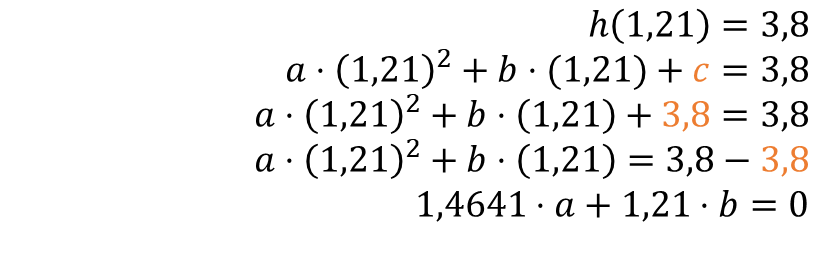 h(1,21) = 3,8
a · (1,21)² + b · (1,21) + c = 3,8
a · (1,21)² + b · (1,21) + 3,8 = 3,8
a · (1,21)² + b · (1,21) = 3,8 − 3,8
1,4641 · a + 1,21 · b = 0